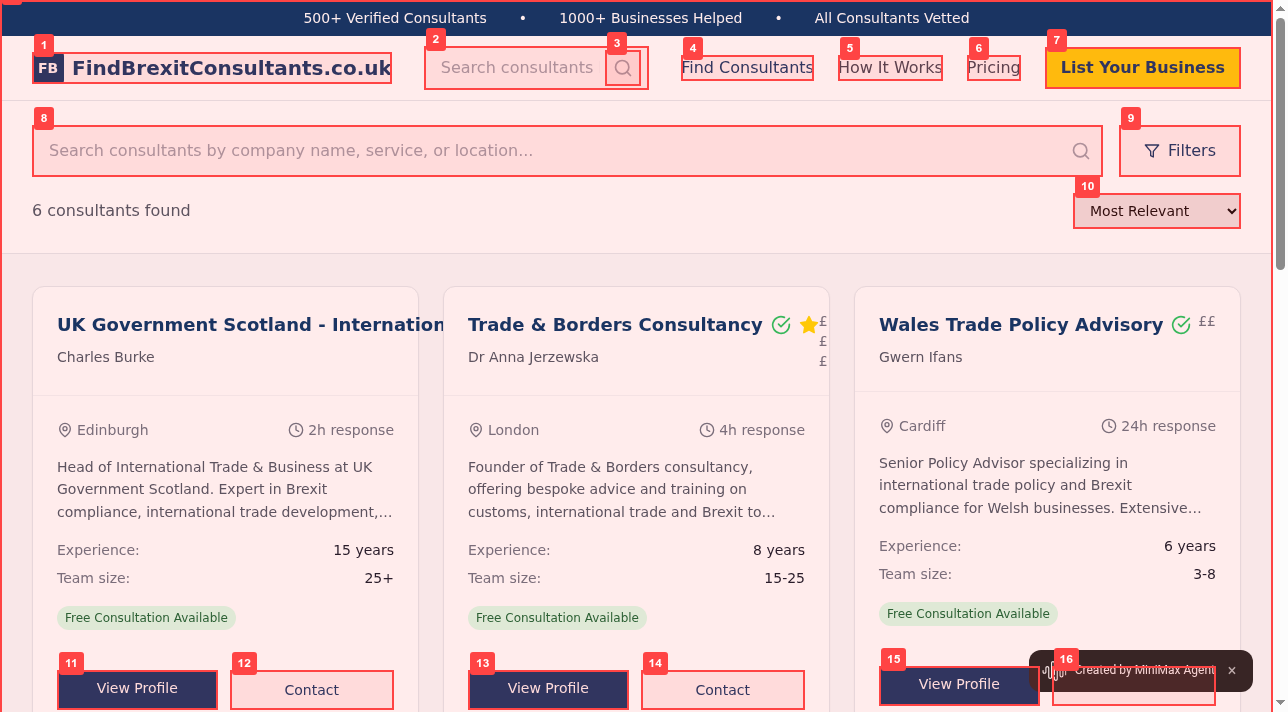 500+ Verified Consultants • 1000+ Businesses Helped • All Consultants Vetted
1
2
3
4
5
6
7
FB FindBrexitConsultants.co.uk
Search consultants
Find Consultants
How It Works
Pricing
List Your Business
8
9
Search consultants by company name, service, or location...
Filters
10
6 consultants found
Most Relevant
UK Government Scotland - Internation
Charles Burke
Edinburgh
2h response
Head of International Trade & Business at UK
Government Scotland. Expert in Brexit
compliance, international trade development,...
Experience: 15 years
Team size: 25+
Free Consultation Available
11
12
View Profile
Contact
Trade & Borders Consultancy
£
£
£
Dr Anna Jerzewska
London
4h response
Founder of Trade & Borders consultancy,
offering bespoke advice and training on
customs, international trade and Brexit to...
Experience: 8 years
Team size: 15-25
Free Consultation Available
13
14
View Profile
Contact
Wales Trade Policy Advisory
££
Gwern Ifans
Cardiff
24h response
Senior Policy Advisor specializing in
international trade policy and Brexit
compliance for Welsh businesses. Extensive...
Experience: 6 years
Team size: 3-8
Free Consultation Available
15
16
View Profile
Created by MiniMax Agent ×